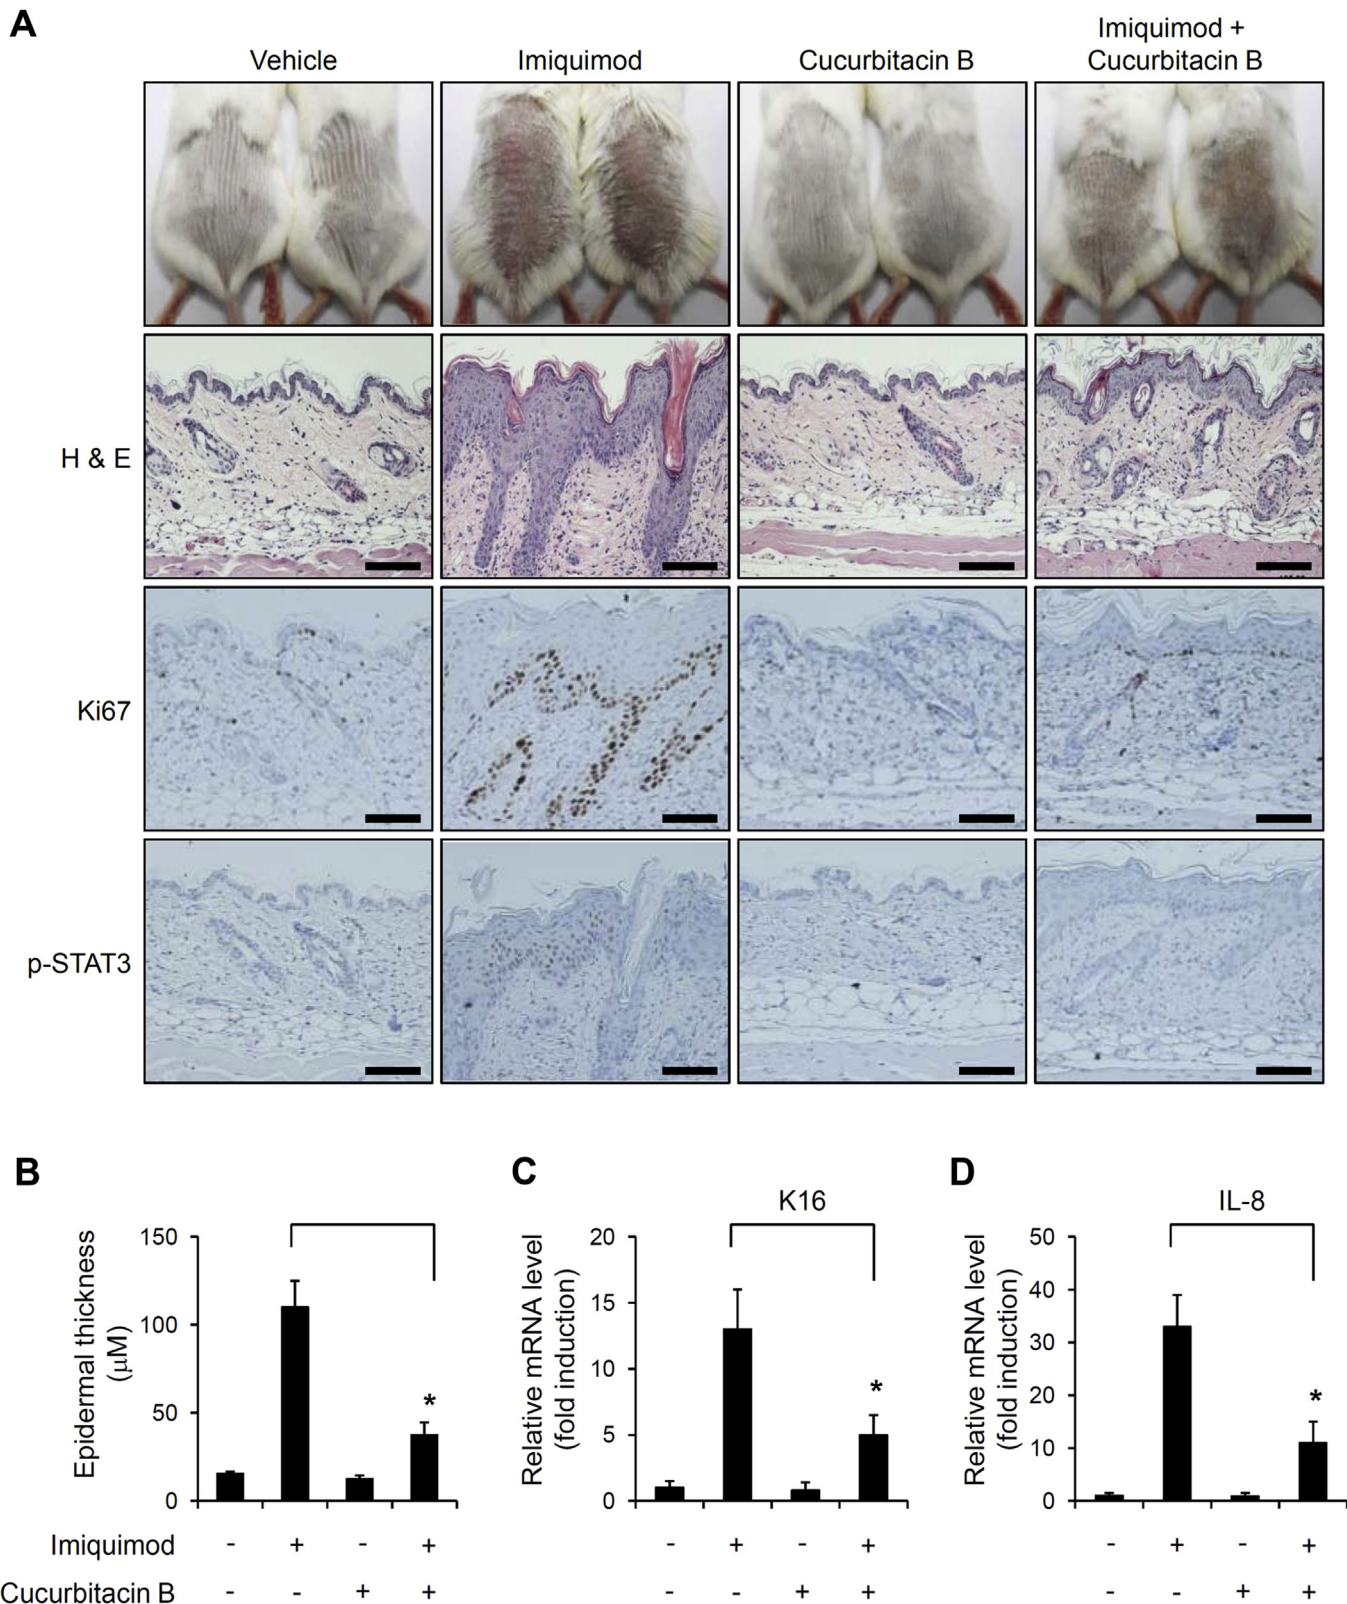 A
Vehicle
Imiquimod
Cucurbitacin B
Imiquimod +
Cucurbitacin B
H & E
Ki67
p-STAT3
B
Epidermal thickness
(μM)
150
100
50
0
*
C
K16
Relative mRNA level
(fold induction)
20
15
10
5
0
*
D
IL-8
Relative mRNA level
(fold induction)
50
40
30
20
10
0
*
Imiquimod - + - + - + - + - + - +
Cucurbitacin B - - + + - - + + - - + +